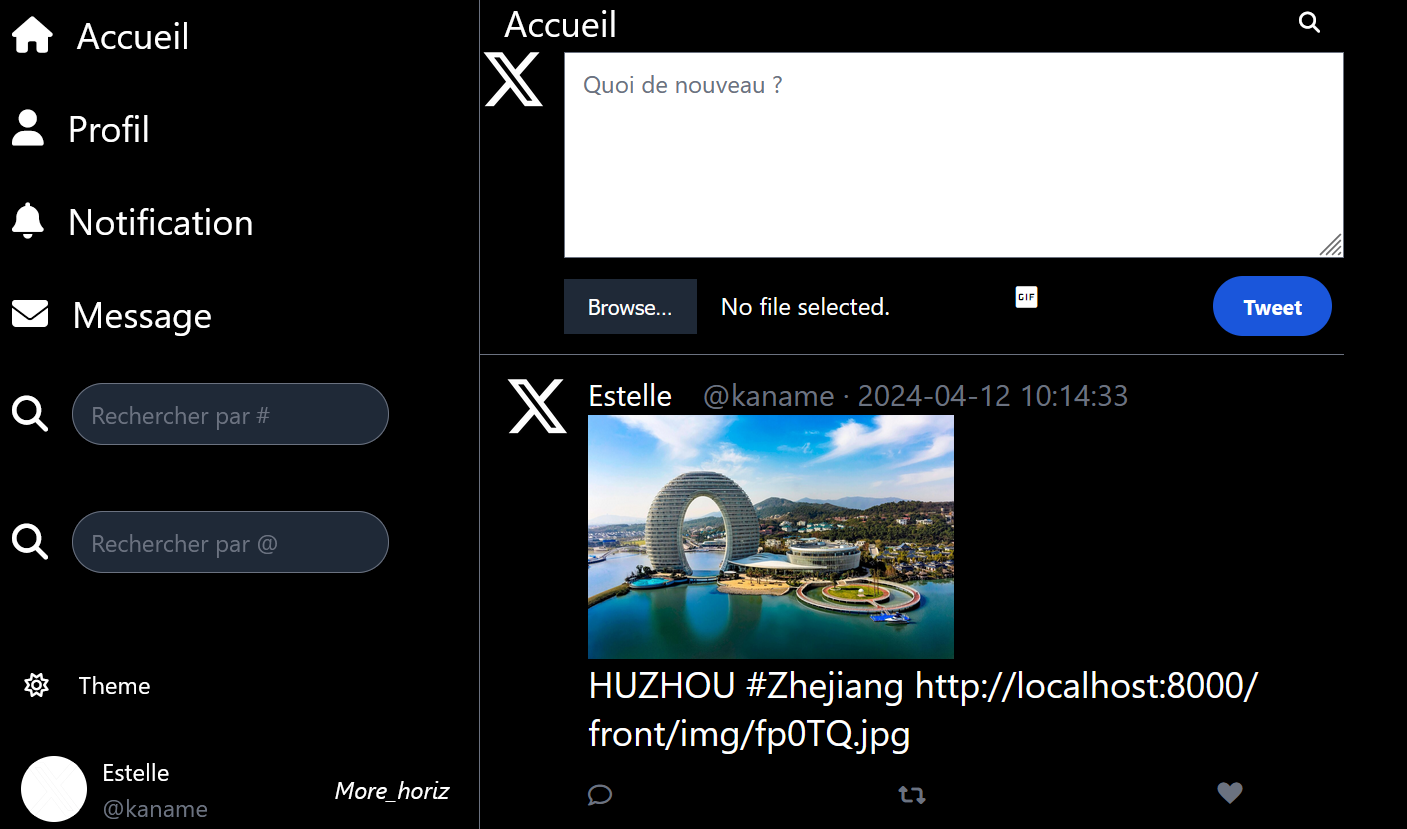 Accueil
Profil
Notification
Message
Rechercher par #
Rechercher par @
Theme
Estelle
@kaname
More_horiz
Accueil
Quoi de nouveau ?
Browse...
No file selected.
GIF
Tweet
Estelle @kaname · 2024-04-12 10:14:33
HUZHOU #Zhejiang http://localhost:8000/
front/img/fp0TQ.jpg